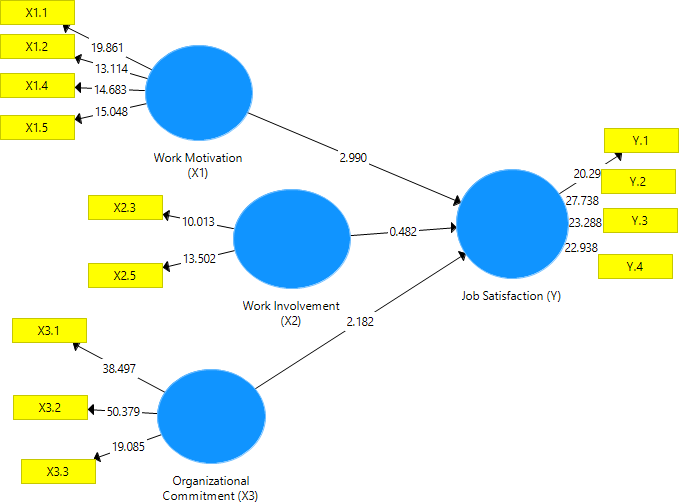 X1.1
19.861
X1.2
13.114
X1.4
14.683
X1.5
15.048
Work Motivation
(X1)
2.990
X2.3
10.013
X2.5
13.502
Work Involvement
(X2)
0.482
X3.1
38.497
X3.2
50.379
X3.3
19.085
Organizational
Commitment (X3)
2.182
Job Satisfaction (Y)
Y.1
20.29
Y.2
27.738
Y.3
23.288
Y.4
22.938